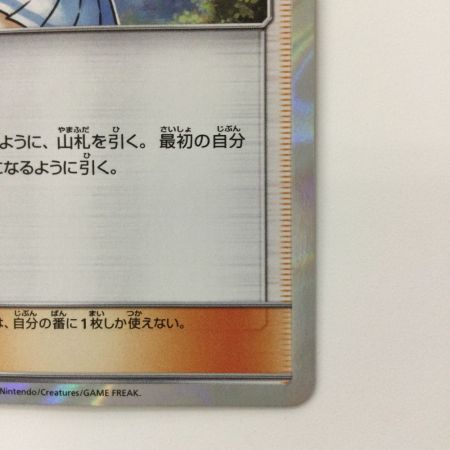 ように、山札を引く。 最初の自分
になるように引く。
は、自分の番に1枚しか使えない。
Nintendo/Creatures/GAME FREAK.